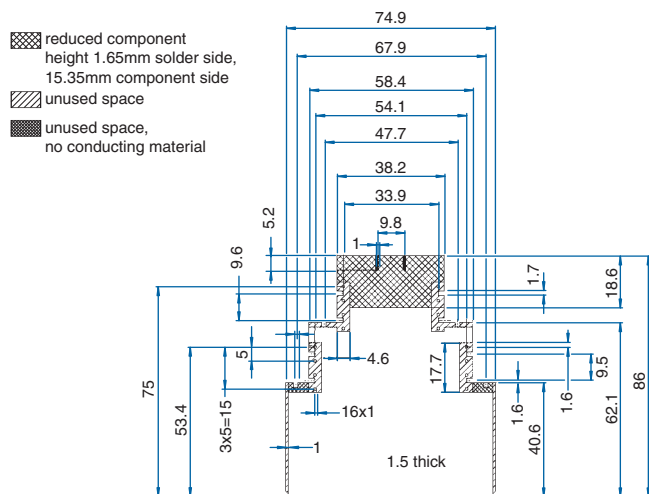 74.9
reduced component
height 1.65mm solder side,
15.35mm component side
67.9
unused space
58.4
unused space,
no conducting material
54.1
47.7
38.2
33.9
5.2
9.8
1
9.6
1.7
18.6
75
53.4
5
3x5=15
4.6
17.7
9.5
86
62.1
1.6
1.6
40.6
16x1
1
1.5 thick